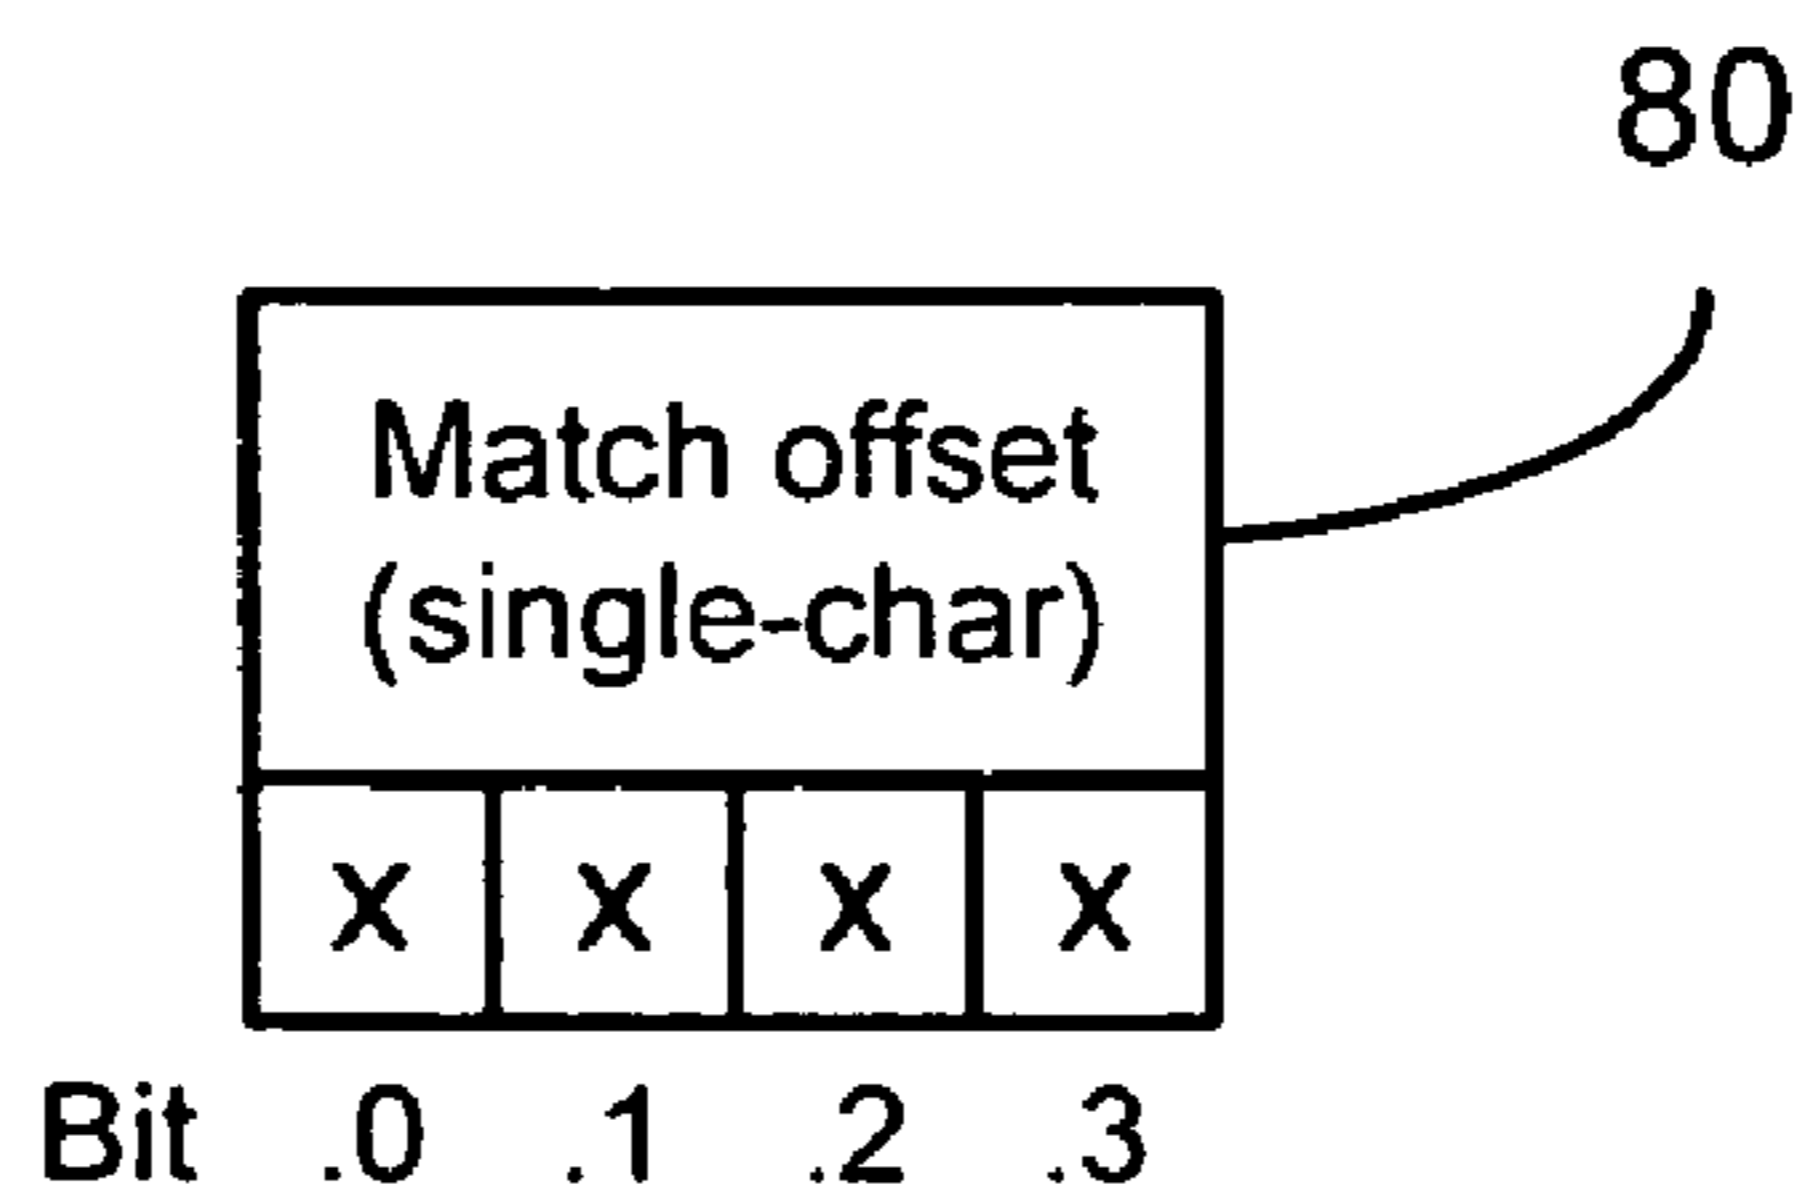 80
Match offset
(single-char)
x x x x
Bit .0 .1 .2 .3